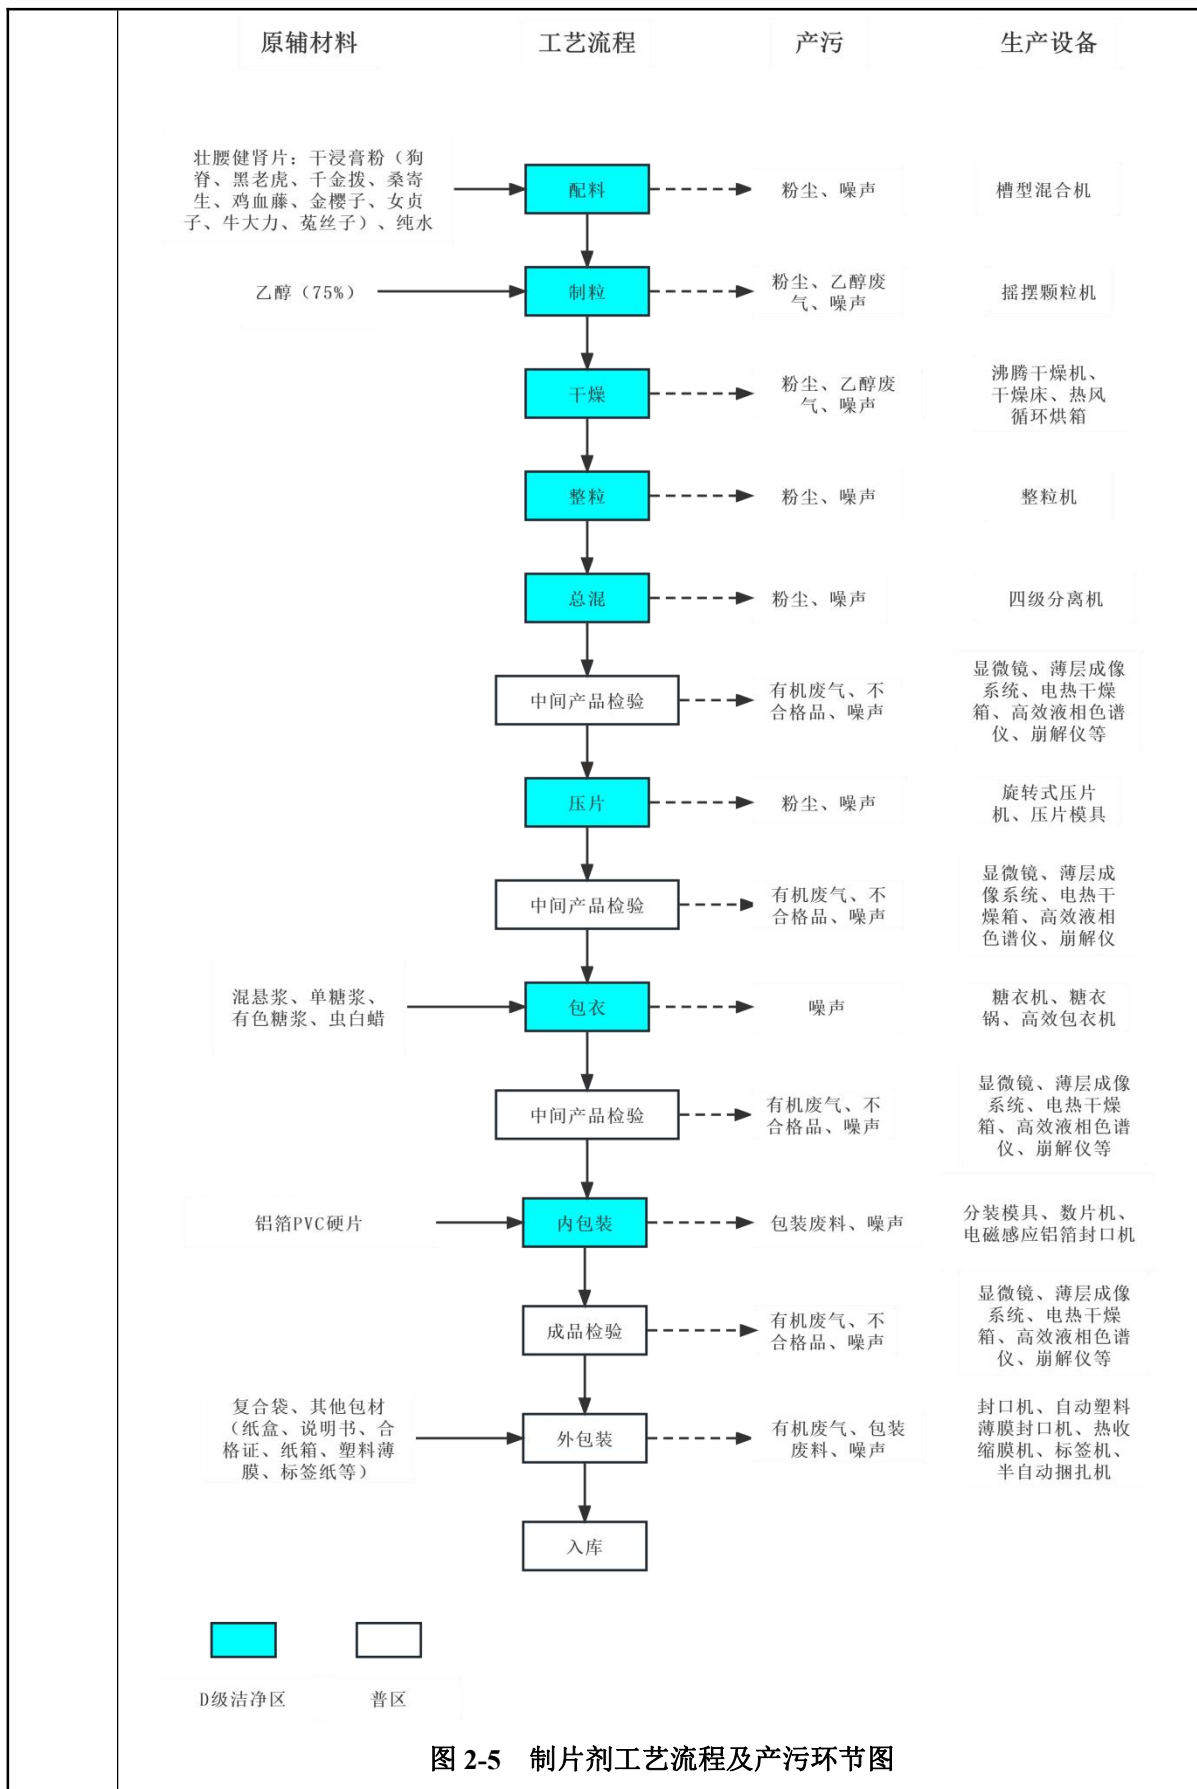 原辅材料 工艺流程 产污 生产设备
壮腰健肾片：干浸膏粉（狗
脊、黑老虎、千金拨、桑寄
生、鸡血藤、金樱子、女贞
子、牛大力、菟丝子）、纯水
配料
粉尘、噪声
槽型混合机
乙醇（75%）
制粒
粉尘、乙醇废
气、噪声
摇摆颗粒机
干燥
粉尘、乙醇废
气、噪声
沸腾干燥机、
干燥床、热风
循环烘箱
整粒
粉尘、噪声
整粒机
总混
粉尘、噪声
四级分离机
中间产品检验
有机废气、不
合格品、噪声
显微镜、薄层成像
系统、电热干燥
箱、高效液相色谱
仪、崩解仪等
压片
粉尘、噪声
旋转式压片
机、压片模具
中间产品检验
有机废气、不
合格品、噪声
显微镜、薄层成
像系统、电热干
燥箱、高效液相
色谱仪、崩解仪
混悬浆、单糖浆、
有色糖浆、虫白蜡
包衣
噪声
糖衣机、糖衣
锅、高效包衣机
中间产品检验
有机废气、不
合格品、噪声
显微镜、薄层成像
系统、电热干燥
箱、高效液相色谱
仪、崩解仪等
铝箔PVC硬片
内包装
包装废料、噪声
分装模具、数片机、
电磁感应铝箔封口机
成品检验
有机废气、不
合格品、噪声
显微镜、薄层成像
系统、电热干燥
箱、高效液相色谱
仪、崩解仪等
复合袋、其他包材
（纸盒、说明书、合
格证、纸箱、塑料薄
膜、标签纸等）
外包装
有机废气、包装
废料、噪声
封口机、自动塑料
薄膜封口机、热收
缩膜机、标签机、
半自动捆扎机
入库
D级洁净区 普区
图 2-5 制片剂工艺流程及产污环节图